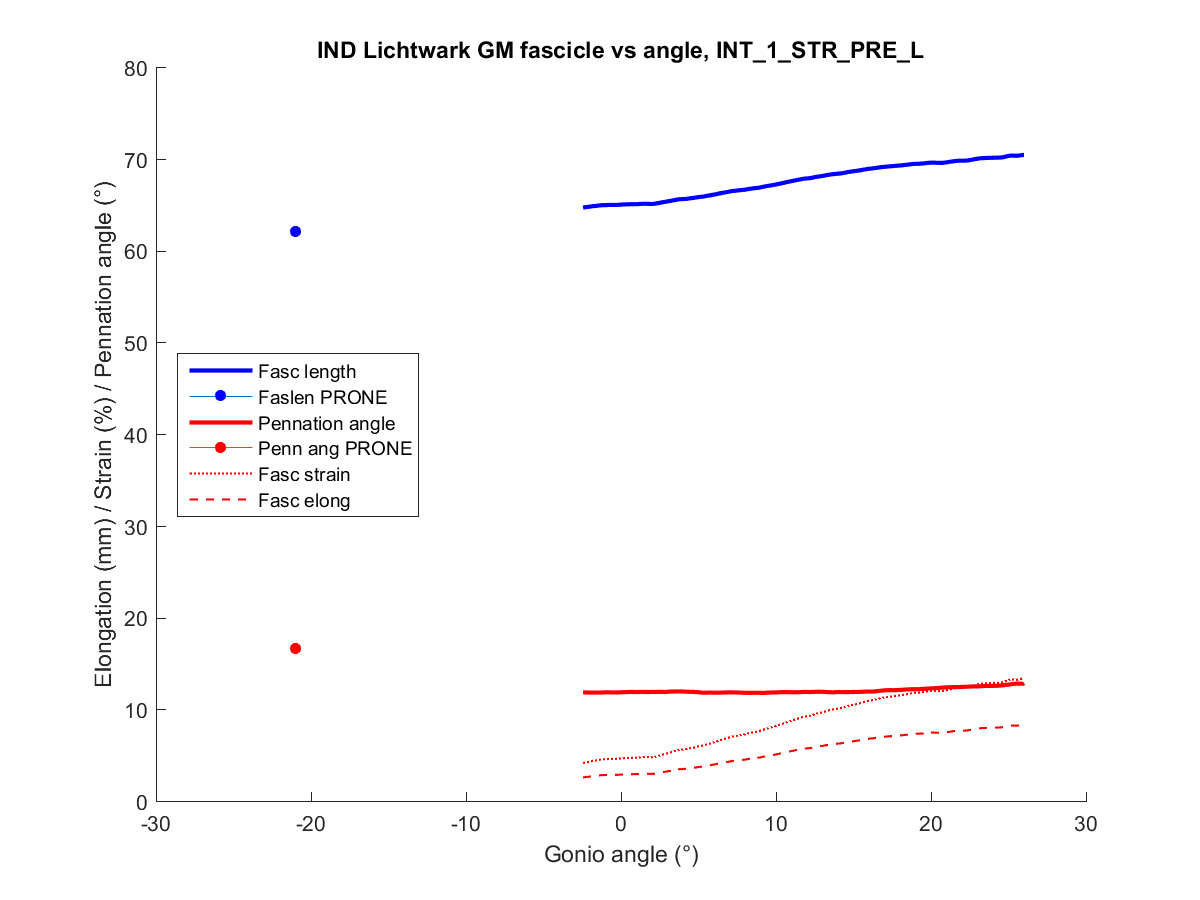 IND Lichtwark GM fascicle vs angle, INT_1_STR_PRE_L
Elongation (mm) / Strain (%) / Pennation angle (°)
80
70
60
50
40
30
20
10
0
Fasc length
Faslen PRONE
Pennation angle
Penn ang PRONE
Fasc strain
Fasc elong
-30
-20
-10
0
10
20
30
Gonio angle (°)